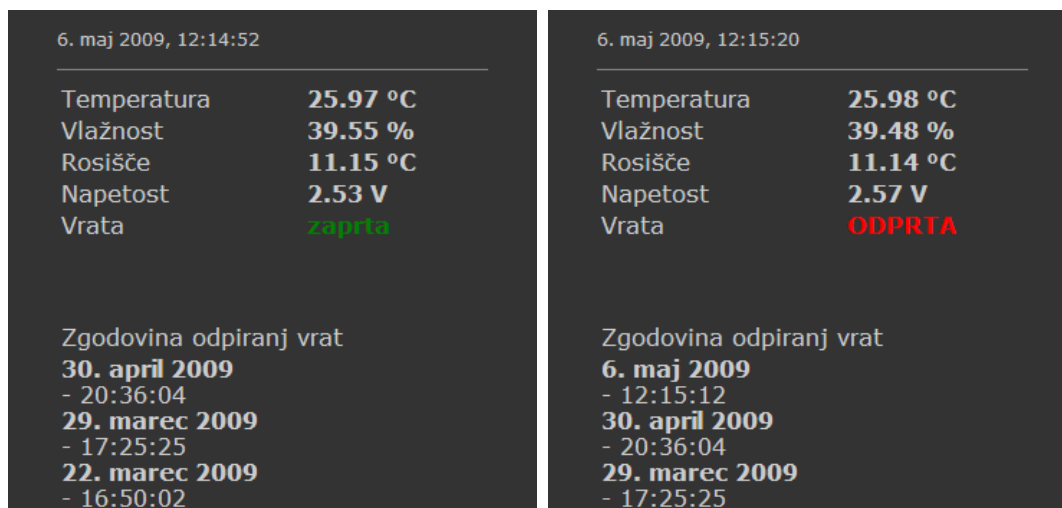 6. maj 2009, 12:14:52
Temperatura 25.97 ºC
Vlažnost 39.55 %
Rosišče 11.15 ºC
Napetost 2.53 V
Vrata zaprta
Zgodovina odpiranj vrat
30. april 2009
- 20:36:04
29. marec 2009
- 17:25:25
22. marec 2009
- 16:50:02
6. maj 2009, 12:15:20
Temperatura 25.98 ºC
Vlažnost 39.48 %
Rosišče 11.14 ºC
Napetost 2.57 V
Vrata ODPRTA
Zgodovina odpiranj vrat
6. maj 2009
- 12:15:12
30. april 2009
- 20:36:04
29. marec 2009
- 17:25:25